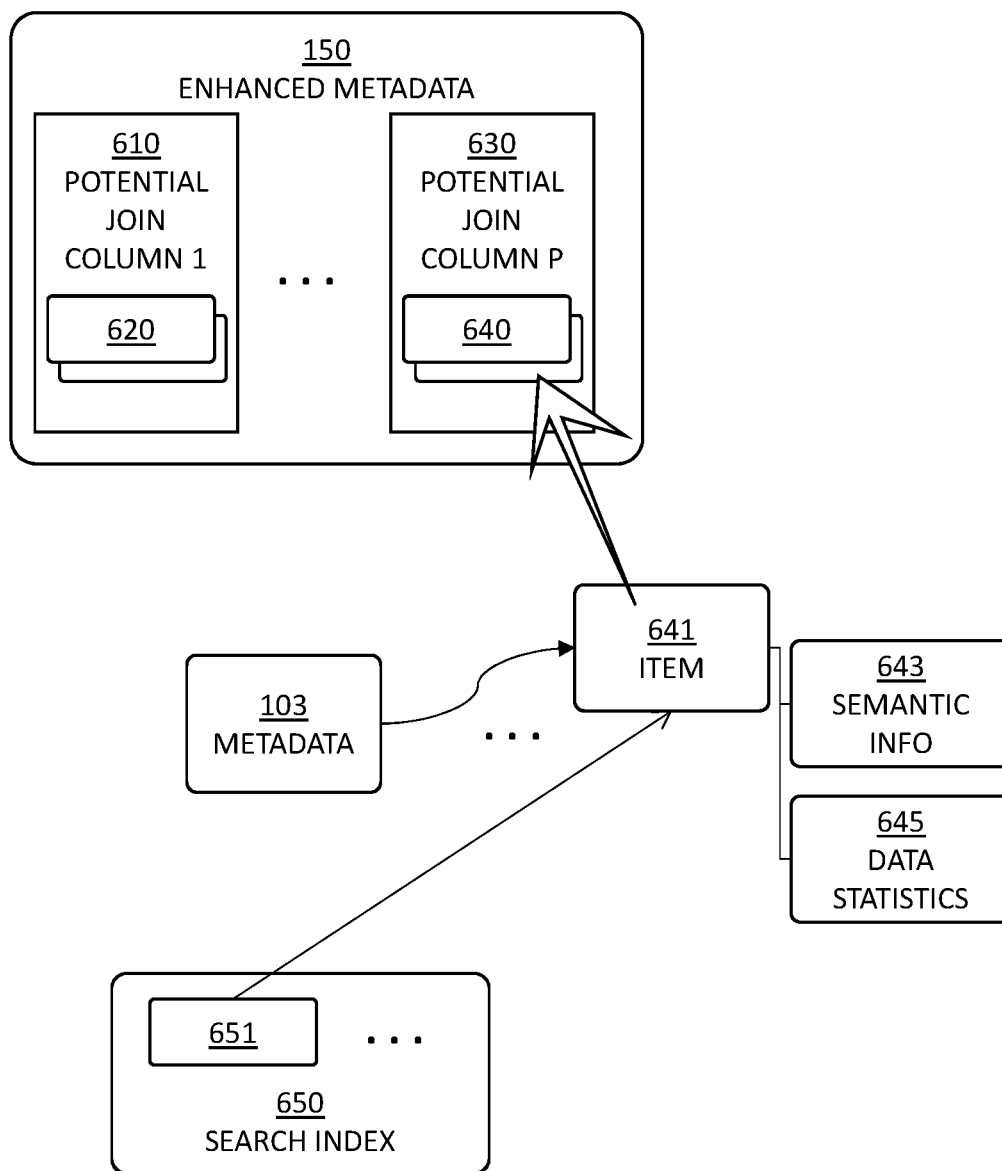 150
ENHANCED METADATA
610
POTENTIAL
JOIN
COLUMN 1
620
...
630
POTENTIAL
JOIN
COLUMN P
640
641
ITEM
103
METADATA
...
643
SEMANTIC
INFO
645
DATA
STATISTICS
651
...
650
SEARCH INDEX